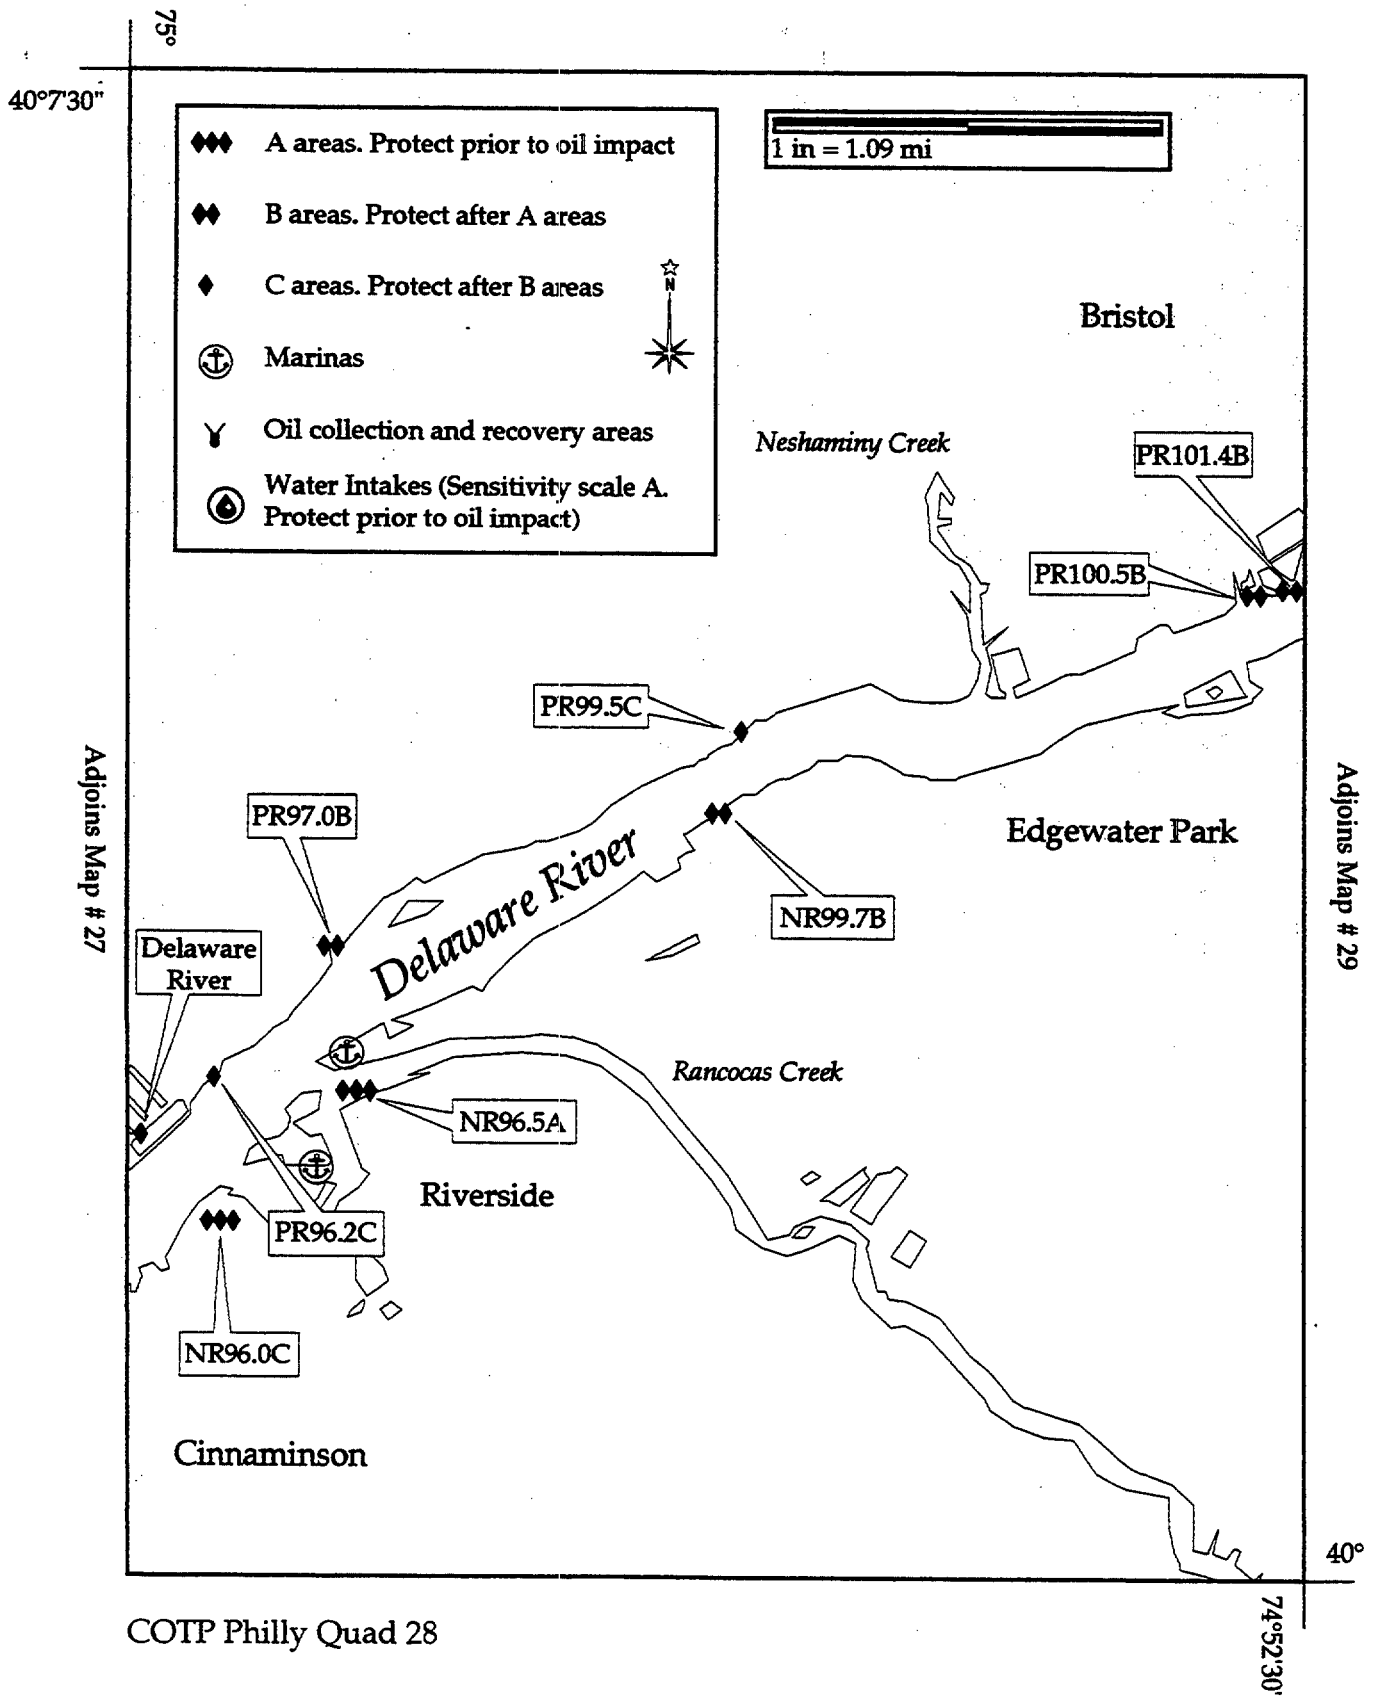 75°
40°7'30"
A areas. Protect prior to oil impact
B areas. Protect after A areas
C areas. Protect after B areas
N
Marinas
Oil collection and recovery areas
Water Intakes (Sensitivity scale A.
Protect prior to oil impact)
1 in = 1.09 mi
Bristol
Neshaminy Creek
PR101.4B
PR100.5B
PR99.5C
Adjoins Map # 27
Adjoins Map # 29
PR97.0B
Edgewater Park
Delaware River
NR99.7B
Delaware
River
Rancocas Creek
NR96.5A
Riverside
PR96.2C
NR96.0C
Cinnaminson
40°
74°52'30'
COTP Philly Quad 28